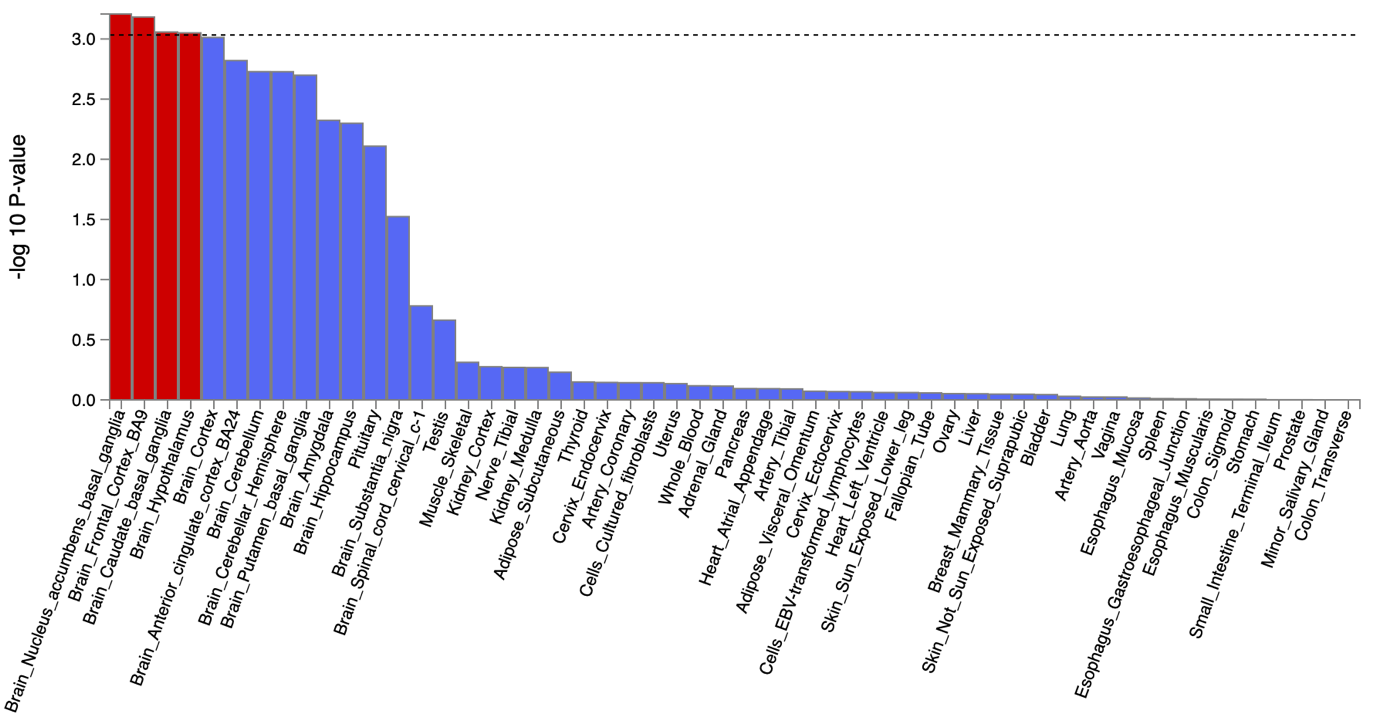 -log 10 P-value
3.0
2.5
2.0
1.5
1.0
0.5
0.0
Brain_Nucleus_accumbens_basal_ganglia
Brain_Frontal_Cortex_BA9
Brain_Caudate_basal_ganglia
Brain_Hypothalamus
Brain_Cortex
Brain_Anterior_cingulate_cortex_BA24
Brain_Cerebellum
Brain_Cerebellar_Hemisphere
Brain_Putamen_basal_ganglia
Brain_Amygdala
Brain_Hippocampus
Pituitary
Brain_Substantia_nigra
Brain_Spinal_cord_cervical_c-1
Testis
Muscle_Skeletal
Kidney_Cortex
Nerve_Tibial
Kidney_Medulla
Adipose_Subcutaneous
Thyroid
Cervix_Endocervix
Artery_Coronary
Cells_Cultured_fibroblasts
Uterus
Whole_Blood
Adrenal_Gland
Pancreas
Heart_Atrial_Appendage
Artery_Tibial
Adipose_Visceral_Omentum
Cervix_Ectocervix
Cells_EBV-transformed_lymphocytes
Heart_Left_Ventricle
Skin_Sun_Exposed_Lower_leg
Fallopian_Tube
Ovary
Liver
Breast_Mammary_Tissue
Skin_Not_Sun_Exposed_Suprapubic
Bladder
Lung
Artery_Aorta
Vagina
Esophagus_Mucosa
Spleen
Esophagus_Gastroesophageal_Junction
Esophagus_Muscularis
Colon_Sigmoid
Stomach
Small_Intestine_Terminal_Ileum
Prostate
Minor_Salivary_Gland
Colon_Transverse